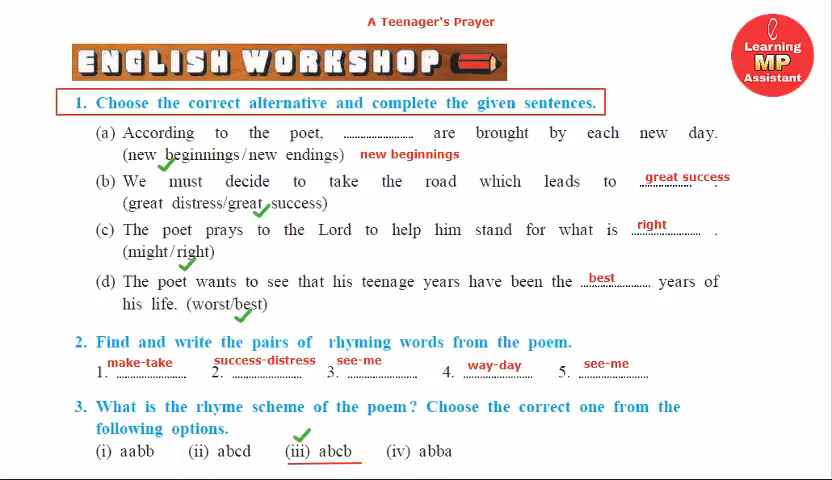 A Teenager's Prayer
Learning
MP
Assistant
ENGLISH WORKSHOP
1. Choose the correct alternative and complete the given sentences.
(a) According to the poet, ........................ are brought by each new day.
(new beginnings/new endings) new beginnings
(b) We must decide to take the road which leads to great success .
(great distress/great success)
(c) The poet prays to the Lord to help him stand for what is right .
(might/right)
(d) The poet wants to see that his teenage years have been the best years of
his life. (worst/best)
2. Find and write the pairs of rhyming words from the poem.
1. make-take 2. success-distress 3. see-me 4. way-day 5. see-me
3. What is the rhyme scheme of the poem? Choose the correct one from the
following options.
(i) aabb (ii) abcd (iii) abcb (iv) abba